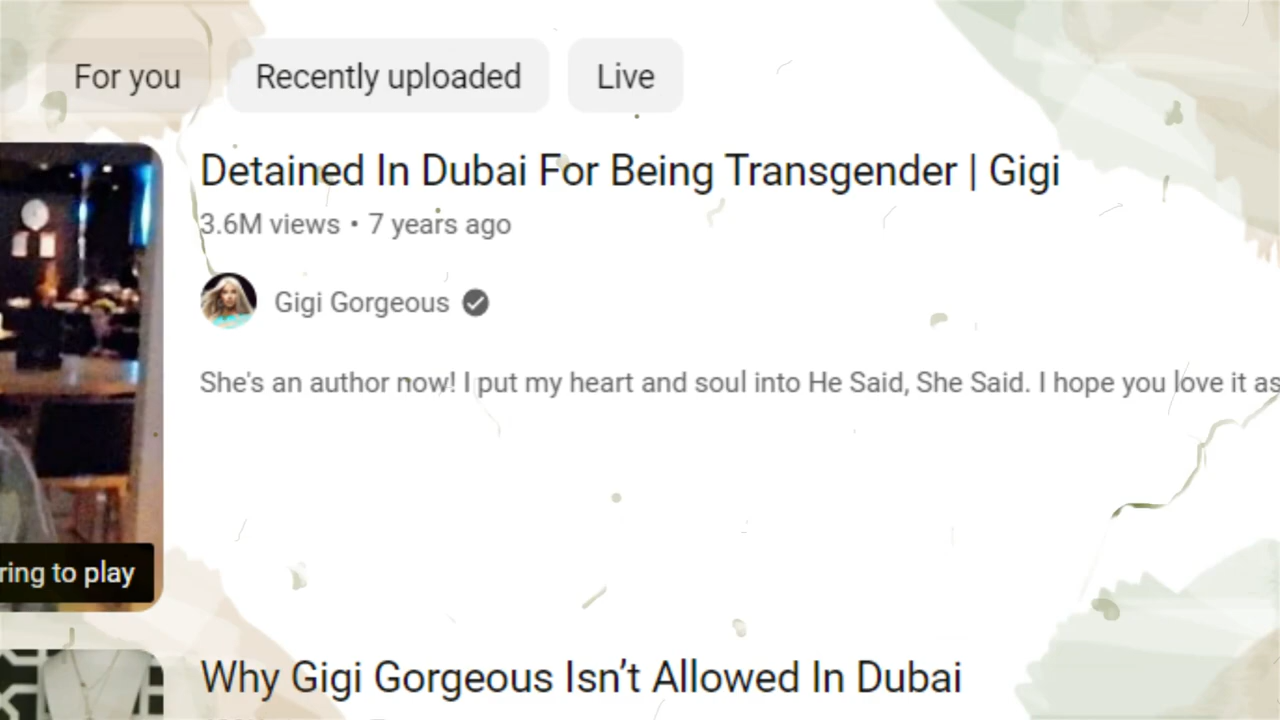 For you
Recently uploaded
Live
Detained In Dubai For Being Transgender | Gigi
3.6M views • 7 years ago
Gigi Gorgeous
She's an author now! I put my heart and soul into He Said, She Said. I hope you love it as
ring to play
Why Gigi Gorgeous Isn’t Allowed In Dubai